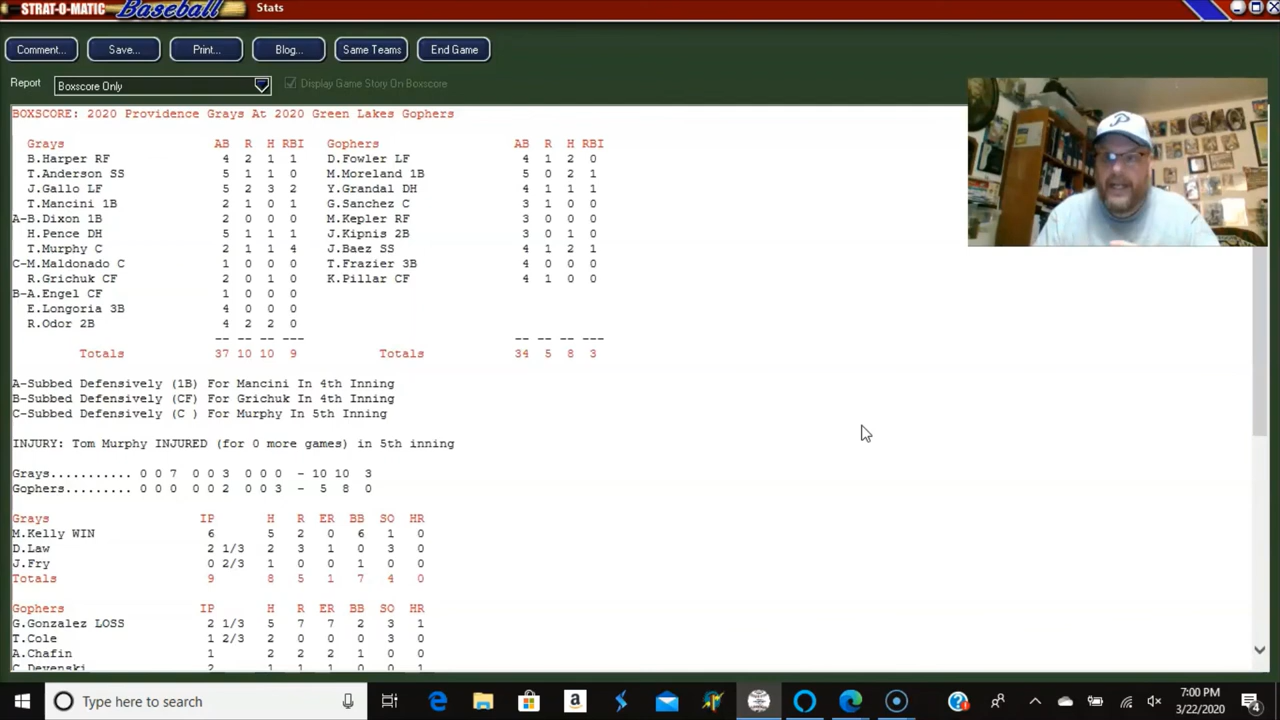 STRAT-O-MATIC Baseball Stats
Comment... Save... Print... Blog... Same Teams End Game
Report Boxscore Only Display Game Story On Boxscore
BOXSCORE: 2020 Providence Grays At 2020 Green Lakes Gophers
Grays AB R H RBI Gophers AB R H RBI
B.Harper RF 4 2 1 1 D.Fowler LF 4 1 2 0
T.Anderson SS 5 1 1 0 M.Moreland 1B 5 0 2 1
J.Gallo LF 5 2 3 2 Y.Grandal DH 4 1 1 1
T.Mancini 1B 2 1 0 1 G.Sanchez C 3 1 0 0
A-B.Dixon 1B 2 0 0 0 M.Kepler RF 3 0 0 0
H.Pence DH 5 1 1 1 J.Kipnis 2B 3 0 1 0
T.Murphy C 2 1 1 4 J.Baez SS 4 1 2 1
C-M.Maldonado C 1 0 0 0 T.Frazier 3B 4 0 0 0
R.Grichuk CF 2 0 1 0 K.Pillar CF 4 1 0 0
B-A.Engel CF 1 0 0 0
E.Longoria 3B 4 0 0 0
R.Odor 2B 4 2 2 0
-- -- -- --- -- -- -- ---
Totals 37 10 10 9 Totals 34 5 8 3
A-Subbed Defensively (1B) For Mancini In 4th Inning
B-Subbed Defensively (CF) For Grichuk In 4th Inning
C-Subbed Defensively (C ) For Murphy In 5th Inning
INJURY: Tom Murphy INJURED (for 0 more games) in 5th inning
Grays........... 0 0 7 0 0 3 0 0 0 - 10 10 3
Gophers......... 0 0 0 0 0 2 0 0 3 - 5 8 0
Grays IP H R ER BB SO HR
M.Kelly WIN 6 5 2 0 6 1 0
D.Law 2 1/3 2 3 1 0 3 0
J.Fry 0 2/3 1 0 0 1 0 0
Totals 9 8 5 1 7 4 0
Gophers IP H R ER BB SO HR
G.Gonzalez LOSS 2 1/3 5 7 7 2 3 1
T.Cole 1 2/3 2 0 0 0 3 0
A.Chafin 1 2 2 2 1 0 0
C.Devenski 2 1 1 1 0 0 1
Type here to search
7:00 PM
3/22/2020
4